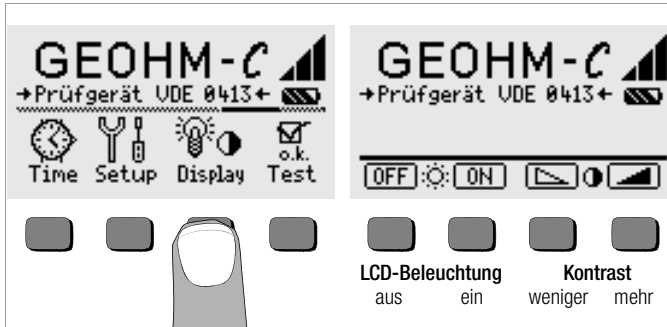 GEOHM-C
→Prüfgerät VDE 0413←
Time Setup Display o.k. Test
GEOHM-C
→Prüfgerät VDE 0413←
OFF ON
LCD-Beleuchtung Kontrast
aus ein weniger mehr